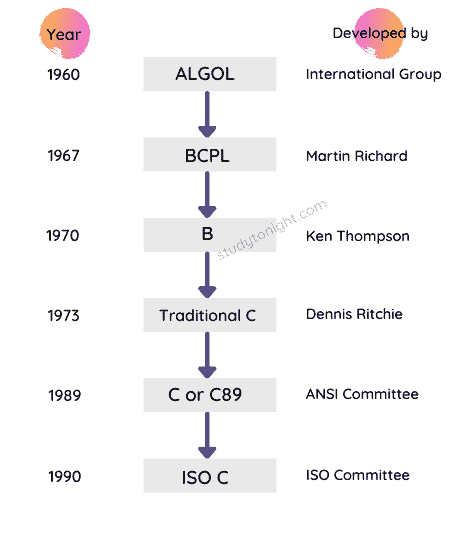 Year Developed by
1960 ALGOL International Group
1967 BCPL Martin Richard
1970 B Ken Thompson
studytonight.com
1973 Traditional C Dennis Ritchie
1989 C or C89 ANSI Committee
1990 ISO C ISO Committee